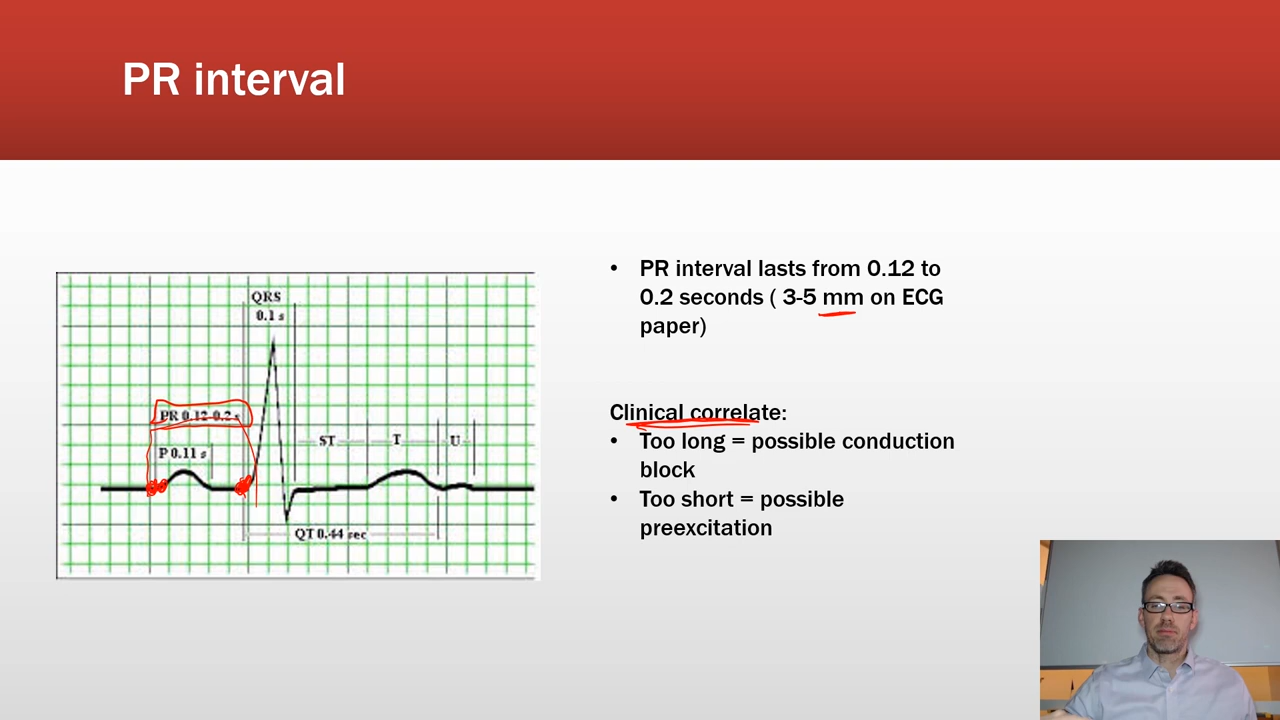 PR interval
QRS
0.1 s
PR 0.12-0.2 s
P 0.11 s
ST
T
U
QT 0.44 sec
• PR interval lasts from 0.12 to
0.2 seconds ( 3-5 mm on ECG
paper)
Clinical correlate:
• Too long = possible conduction
block
• Too short = possible
preexcitation